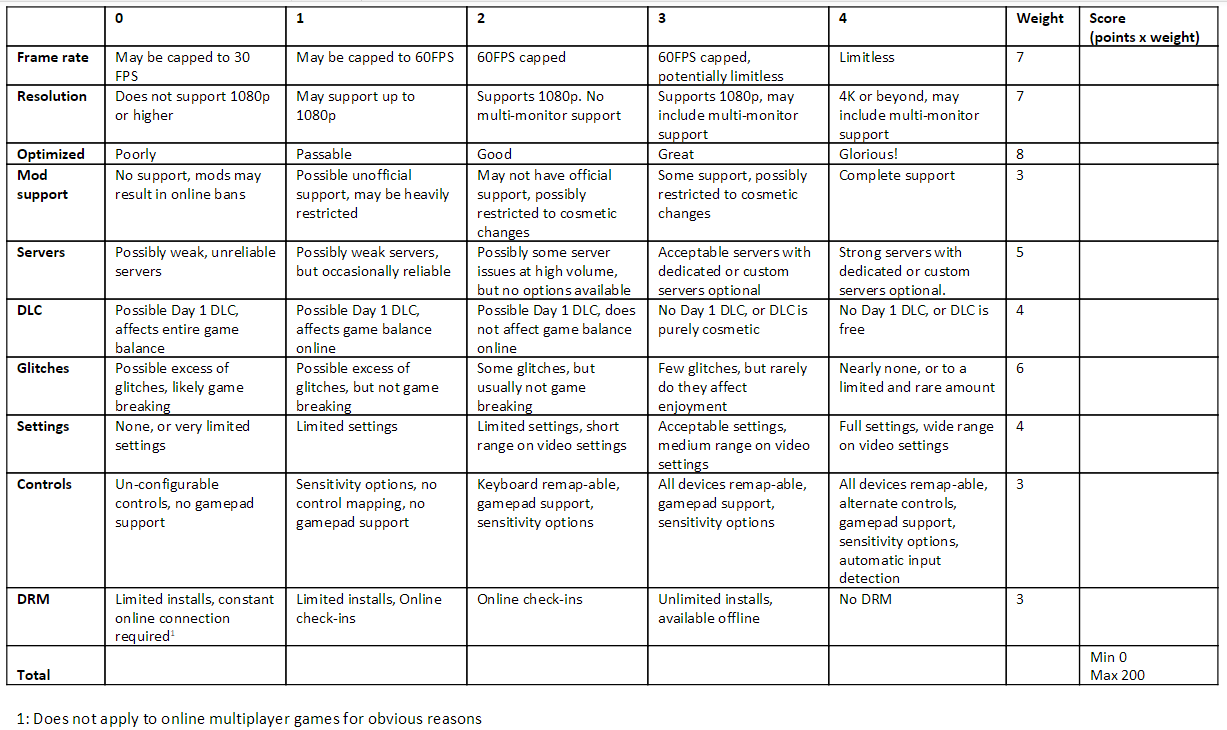 0 1 2 3 4 Weight Score
(points x weight)
Frame rate May be capped to 30 May be capped to 60FPS 60FPS capped 60FPS capped, Limitless 7
FPS potentially limitless
Resolution Does not support 1080p May support up to Supports 1080p. No Supports 1080p, may 4K or beyond, may 7
or higher 1080p multi-monitor support include multi-monitor include multi-monitor
support support
Optimized Poorly Passable Good Great Glorious! 8
Mod No support, mods may Possible unofficial May not have official Some support, possibly Complete support 3
support result in online bans support, may be heavily support, possibly restricted to cosmetic
restricted restricted to cosmetic changes
changes
Servers Possibly weak, unreliable Possibly weak servers, Possibly some server Acceptable servers with Strong servers with 5
servers but occasionally reliable issues at high volume, dedicated or custom dedicated or custom
but no options available servers optional servers optional.
DLC Possible Day 1 DLC, Possible Day 1 DLC, Possible Day 1 DLC, does No Day 1 DLC, or DLC is No Day 1 DLC, or DLC is 4
affects entire game affects game balance not affect game balance purely cosmetic free
balance online online
Glitches Possible excess of Possible excess of Some glitches, but Few glitches, but rarely Nearly none, or to a 6
glitches, likely game glitches, but not game usually not game do they affect limited and rare amount
breaking breaking breaking enjoyment
Settings None, or very limited Limited settings Limited settings, short Acceptable settings, Full settings, wide range 4
settings range on video settings medium range on video on video settings
settings
Controls Un-configurable Sensitivity options, no Keyboard remap-able, All devices remap-able, All devices remap-able, 3
controls, no gamepad control mapping, no gamepad support, gamepad support, alternate controls,
support gamepad support sensitivity options sensitivity options gamepad support,
sensitivity options,
automatic input
detection
DRM Limited installs, constant Limited installs, Online Online check-ins Unlimited installs, No DRM 3
online connection check-ins available offline
required¹
Min 0
Total Max 200
1: Does not apply to online multiplayer games for obvious reasons